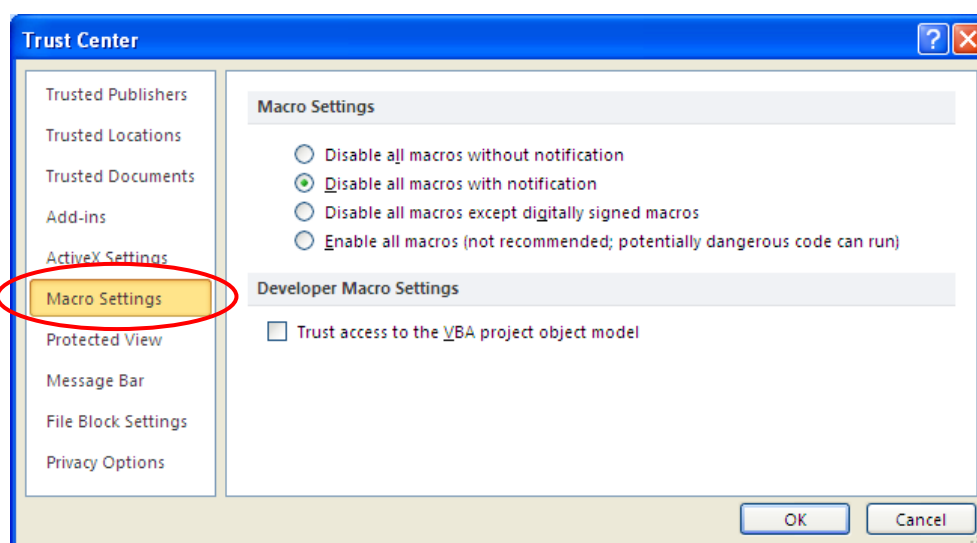 Trust Center
Trusted Publishers
Trusted Locations
Trusted Documents
Add-ins
ActiveX Settings
Macro Settings
Protected View
Message Bar
File Block Settings
Privacy Options
Macro Settings
Disable all macros without notification
Disable all macros with notification
Disable all macros except digitally signed macros
Enable all macros (not recommended; potentially dangerous code can run)
Developer Macro Settings
Trust access to the VBA project object model
OK
Cancel